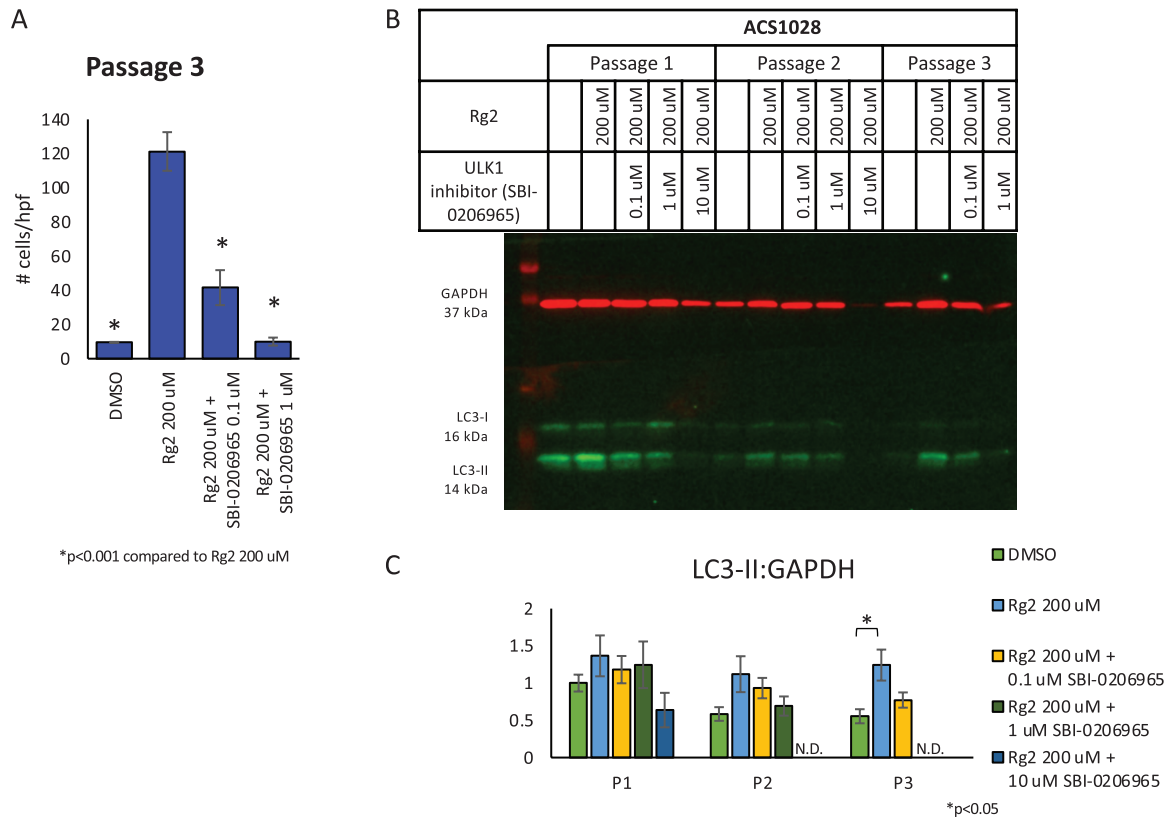 A
Passage 3
# cells/hpf
140
120
100
80
60
40
20
0
*
*
*
DMSO
Rg2 200 uM
Rg2 200 uM +
SBI-0206965 0.1 uM
Rg2 200 uM +
SBI-0206965 1 uM
*p<0.001 compared to Rg2 200 uM
B
ACS1028
Passage 1 Passage 2 Passage 3
Rg2 200 uM 200 uM 200 uM 200 uM 200 uM 200 uM 200 uM 200 uM 200 uM 200 uM 200 uM
ULK1
inhibitor (SBI-
0206965)
0.1 uM 1 uM 10 uM 0.1 uM 1 uM 10 uM 0.1 uM 1 uM
GAPDH
37 kDa
LC3-I
16 kDa
LC3-II
14 kDa
C
LC3-II:GAPDH
2
1.5
1
0.5
0
*
N.D.
N.D.
P1 P2 P3
*p<0.05
DMSO
Rg2 200 uM
Rg2 200 uM +
0.1 uM SBI-0206965
Rg2 200 uM +
1 uM SBI-0206965
Rg2 200 uM +
10 uM SBI-0206965